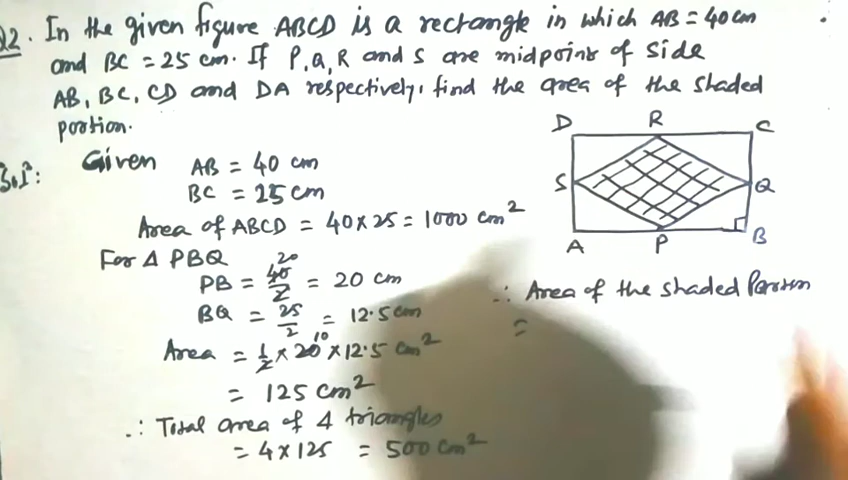 Q2. In the given figure ABCD is a rectangle in which AB = 40 cm
and BC = 25 cm. If P, Q, R and S are midpoint of side
AB, BC, CD and DA respectively, find the area of the shaded
portion.
Sol: Given AB = 40 cm
BC = 25 cm
Area of ABCD = 40 × 25 = 1000 cm²
For Δ PBQ
PB = 40/2 20 = 20 cm
BQ = 25/2 = 12.5 cm
Area = 1/2 × 20 10 × 12.5 cm²
= 125 cm²
∴ Total area of 4 triangles
= 4 × 125 = 500 cm²
D R C
S Q
A P B
∴ Area of the shaded Portion
=